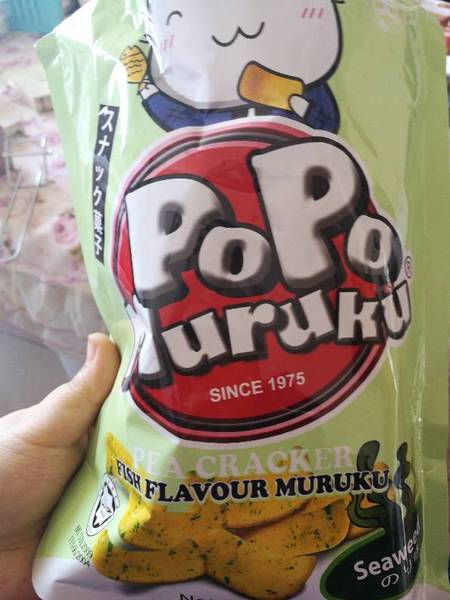 スナック菓子
PoPo
Muruku®
SINCE 1975
PEA CRACKER
FISH FLAVOUR MURUKU
Seaweed
のり